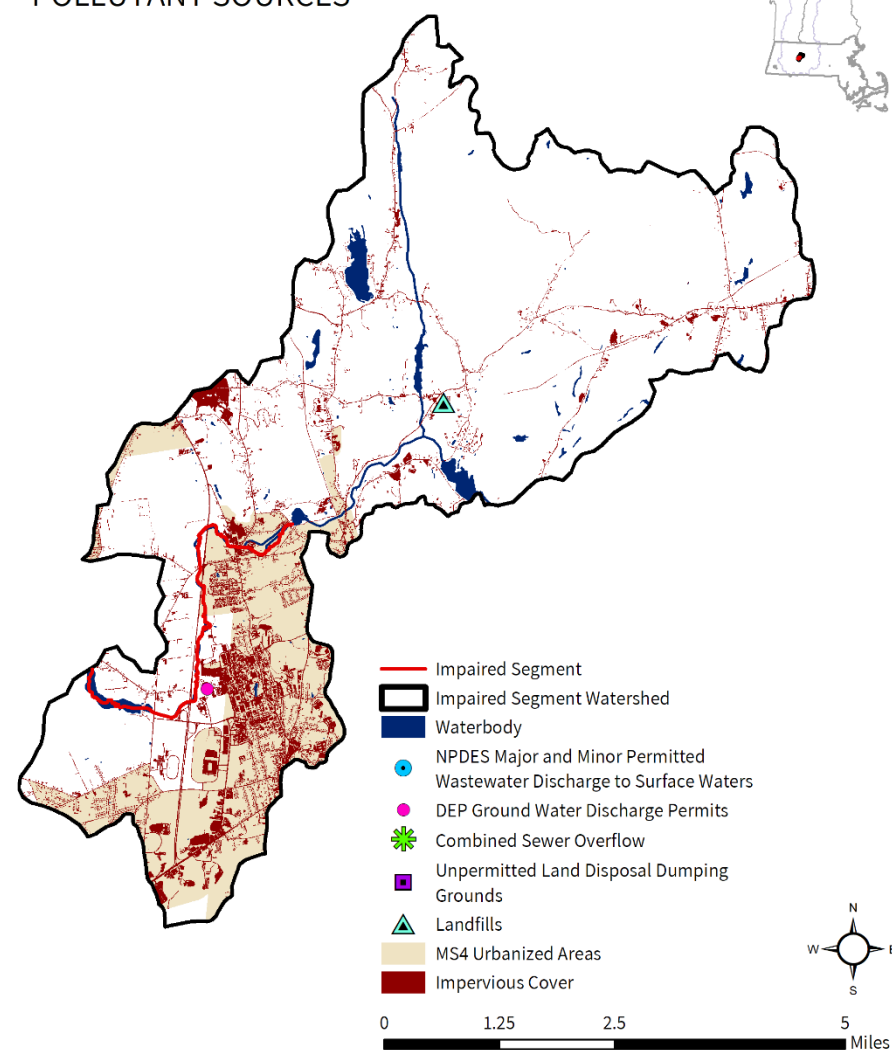 POLLUTANT SOURCES
Impaired Segment
Impaired Segment Watershed
Waterbody
NPDES Major and Minor Permitted
Wastewater Discharge to Surface Waters
DEP Ground Water Discharge Permits
Combined Sewer Overflow
Unpermitted Land Disposal Dumping
Grounds
Landfills
MS4 Urbanized Areas
Impervious Cover
N
W E
S
0 1.25 2.5 5
Miles